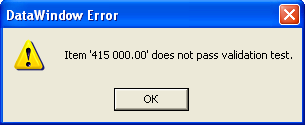 DataWindow Error
Item '415 000.00' does not pass validation test.
OK